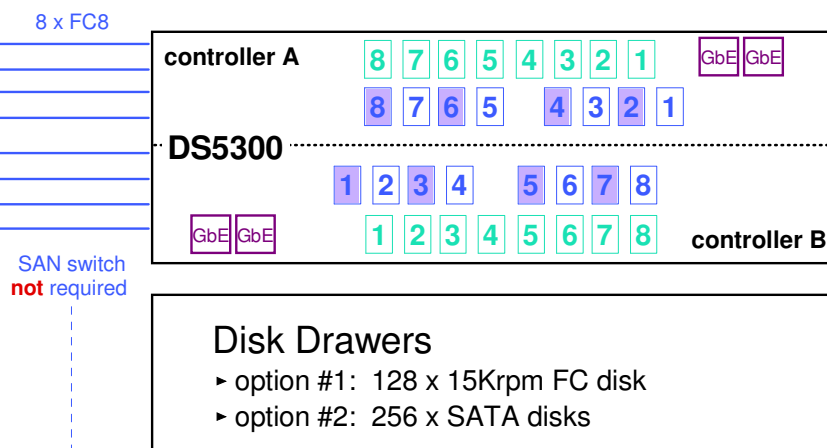 8 x FC8
controller A
8 7 6 5 4 3 2 1
GbE GbE
8 7 6 5 4 3 2 1
DS5300
1 2 3 4 5 6 7 8
GbE GbE
1 2 3 4 5 6 7 8
controller B
SAN switch
not required
Disk Drawers
► option #1: 128 x 15Krpm FC disk
► option #2: 256 x SATA disks